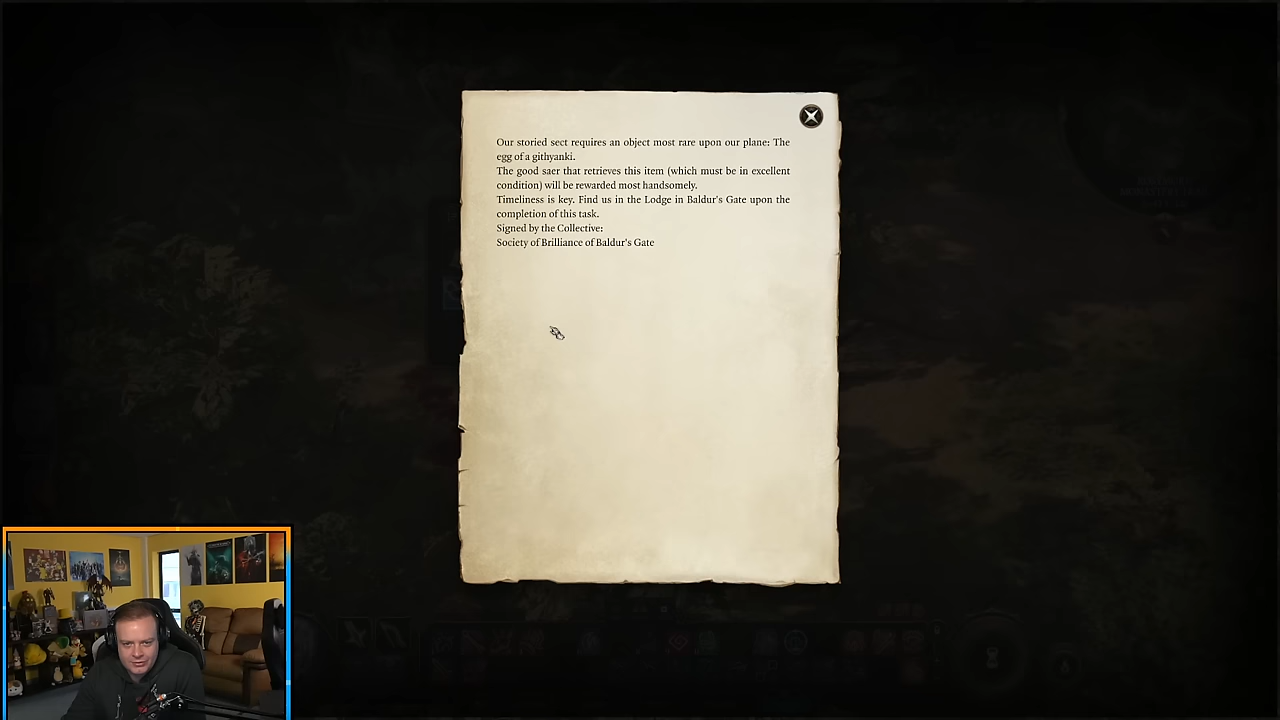 Our storied sect requires an object most rare upon our plane: The
egg of a githyanki.
The good saer that retrieves this item (which must be in excellent
condition) will be rewarded most handsomely.
Timeliness is key. Find us in the Lodge in Baldur's Gate upon the
completion of this task.
Signed by the Collective:
Society of Brilliance of Baldur's Gate